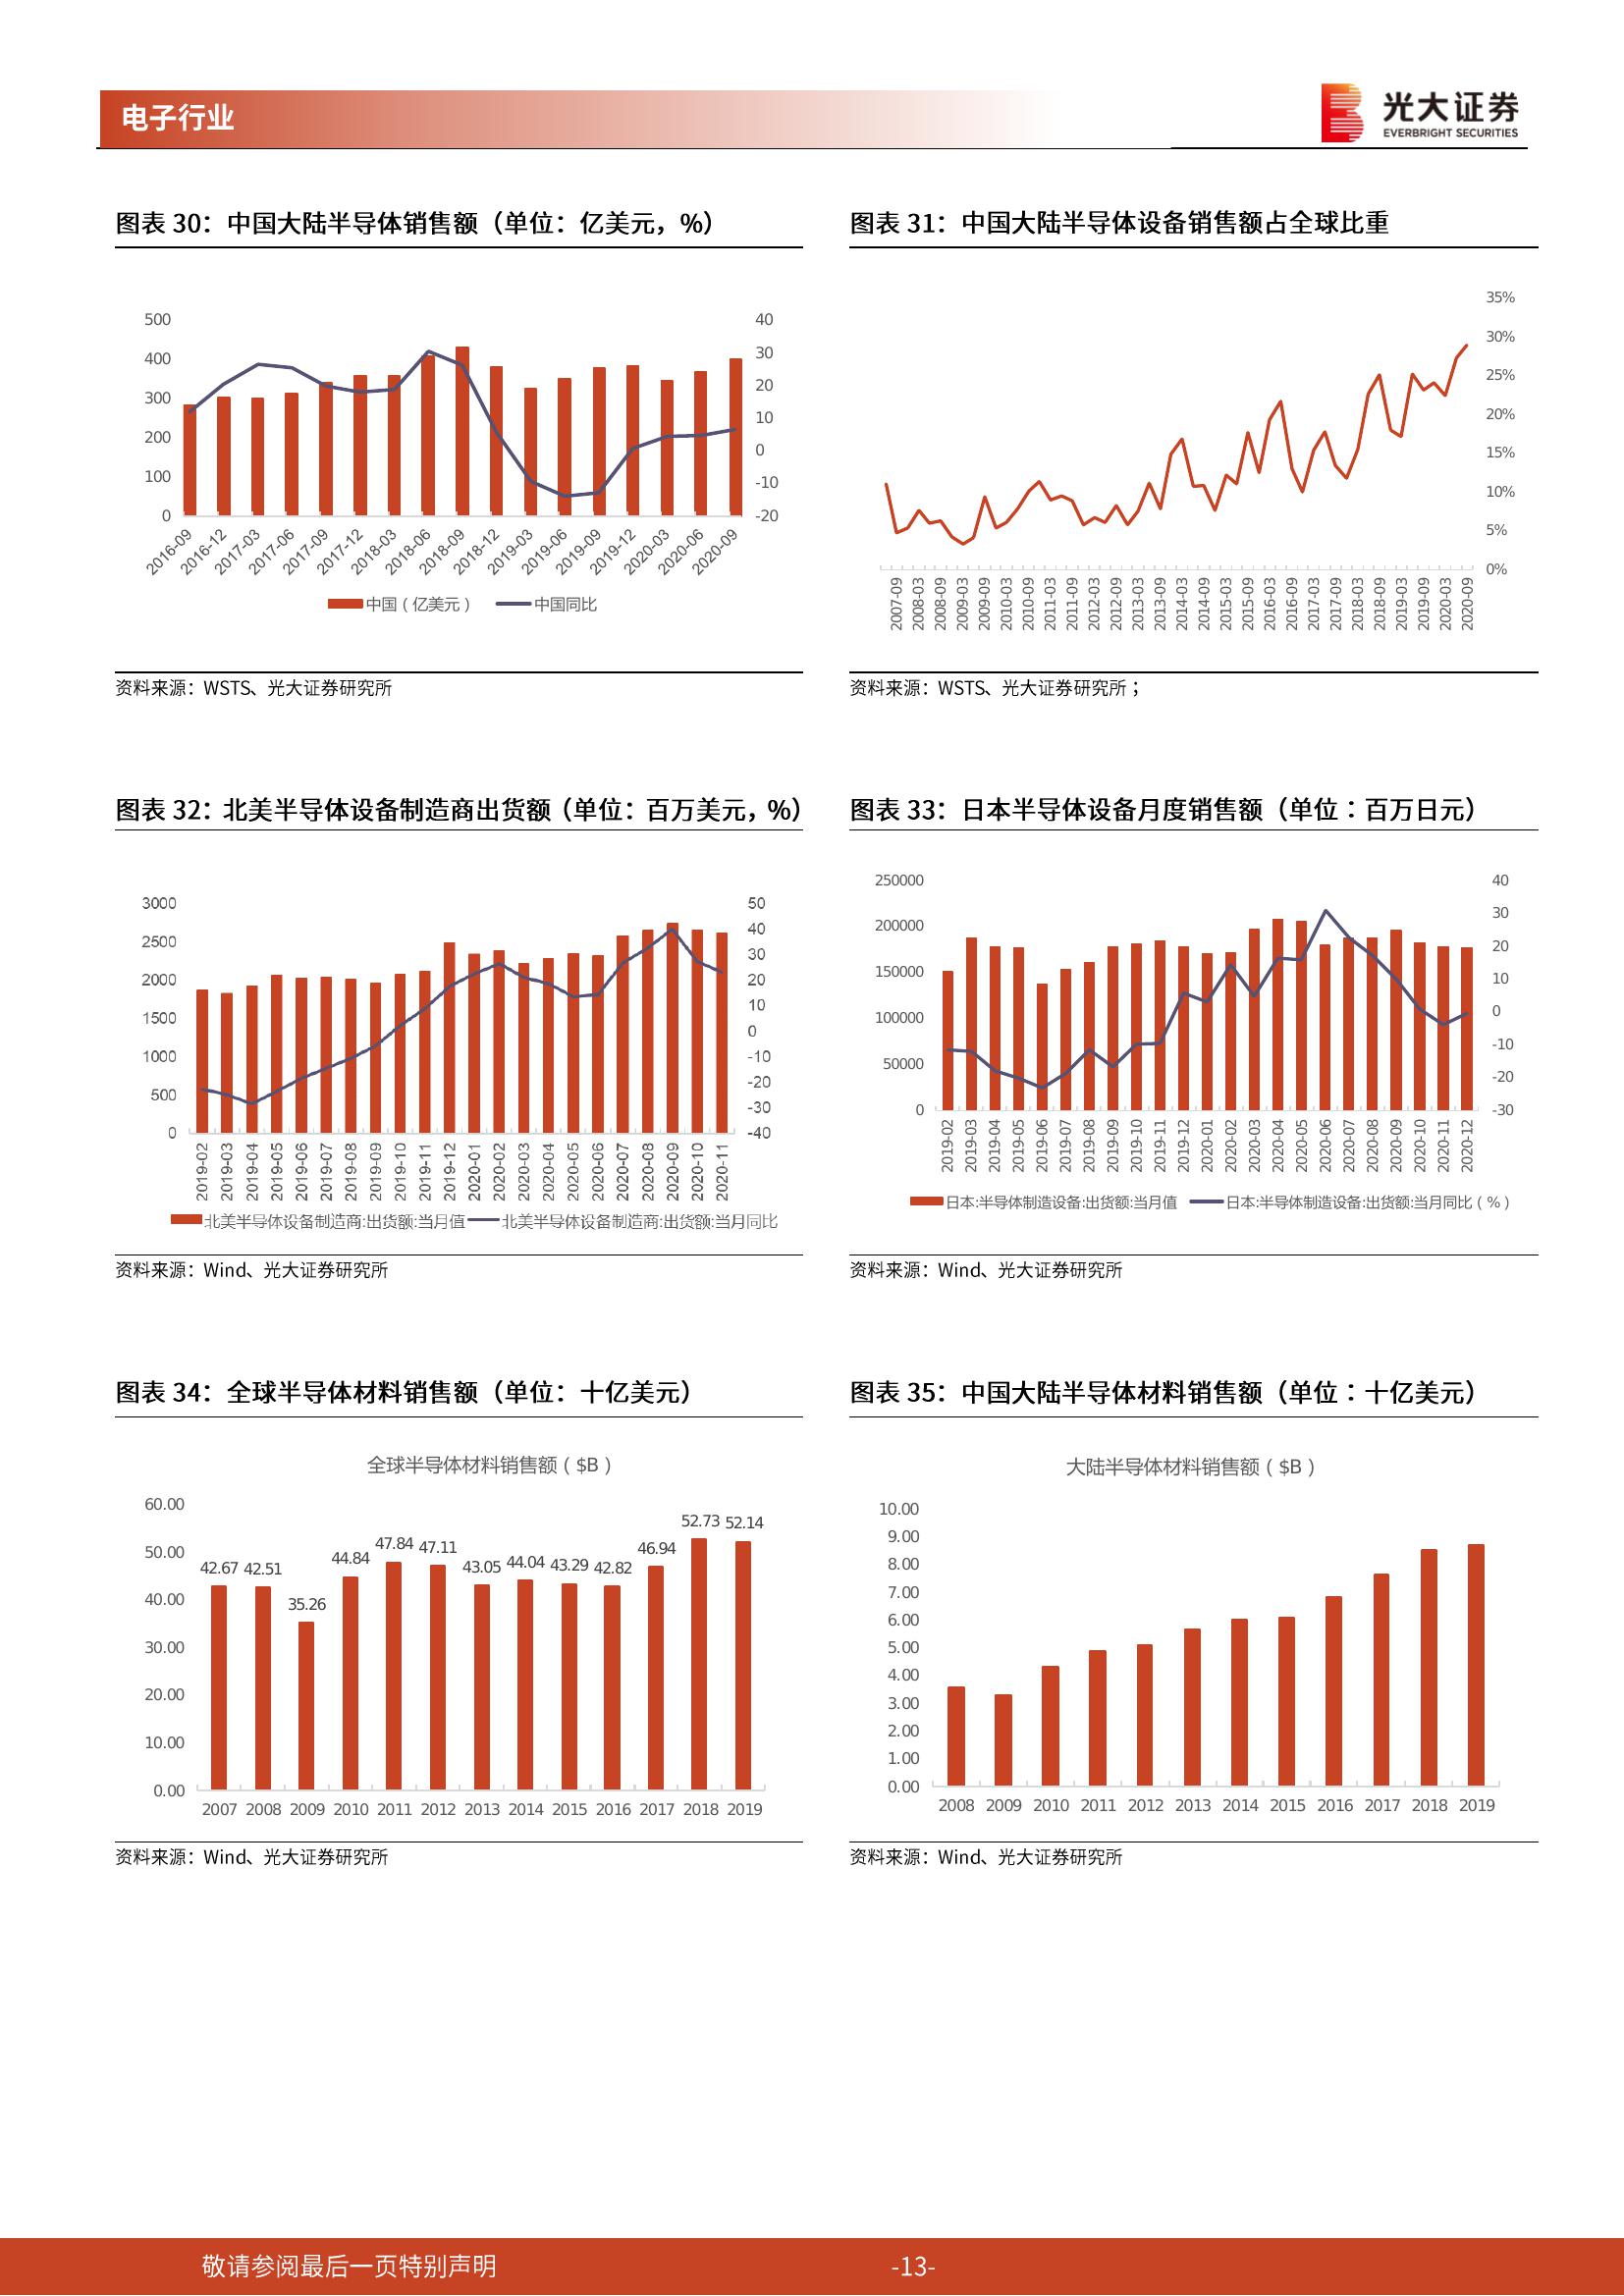 电子行业
光大证券
EVERBRIGHT SECURITIES
图表 30：中国大陆半导体销售额（单位：亿美元，%）
500
400
300
200
100
0
40
30
20
10
0
-10
-20
2016-09 2016-12 2017-03 2017-06 2017-09 2017-12 2018-03 2018-06 2018-09 2018-12 2019-03 2019-06 2019-09 2019-12 2020-03 2020-06 2020-09
中国（亿美元） 中国同比
资料来源：WSTS、光大证券研究所
图表 31：中国大陆半导体设备销售额占全球比重
35%
30%
25%
20%
15%
10%
5%
0%
2007-09 2008-03 2008-09 2009-03 2009-09 2010-03 2010-09 2011-03 2011-09 2012-03 2012-09 2013-03 2013-09 2014-03 2014-09 2015-03 2015-09 2016-03 2016-09 2017-03 2017-09 2018-03 2018-09 2019-03 2019-09 2020-03 2020-09
资料来源：WSTS、光大证券研究所；
图表 32：北美半导体设备制造商出货额（单位：百万美元，%）
3000
2500
2000
1500
1000
500
0
50
40
30
20
10
0
-10
-20
-30
-40
2019-02 2019-03 2019-04 2019-05 2019-06 2019-07 2019-08 2019-09 2019-10 2019-11 2019-12 2020-01 2020-02 2020-03 2020-04 2020-05 2020-06 2020-07 2020-08 2020-09 2020-10 2020-11
北美半导体设备制造商:出货额:当月值 北美半导体设备制造商:出货额:当月同比
资料来源：Wind、光大证券研究所
图表 33：日本半导体设备月度销售额（单位：百万日元）
250000
200000
150000
100000
50000
0
40
30
20
10
0
-10
-20
-30
2019-02 2019-03 2019-04 2019-05 2019-06 2019-07 2019-08 2019-09 2019-10 2019-11 2019-12 2020-01 2020-02 2020-03 2020-04 2020-05 2020-06 2020-07 2020-08 2020-09 2020-10 2020-11 2020-12
日本:半导体制造设备:出货额:当月值 日本:半导体制造设备:出货额:当月同比（%）
资料来源：Wind、光大证券研究所
图表 34：全球半导体材料销售额（单位：十亿美元）
全球半导体材料销售额（$B）
60.00
50.00
40.00
30.00
20.00
10.00
0.00
42.67 42.51 35.26 44.84 47.84 47.11 43.05 44.04 43.29 42.82 46.94 52.73 52.14
2007 2008 2009 2010 2011 2012 2013 2014 2015 2016 2017 2018 2019
资料来源：Wind、光大证券研究所
图表 35：中国大陆半导体材料销售额（单位：十亿美元）
大陆半导体材料销售额（$B）
10.00
9.00
8.00
7.00
6.00
5.00
4.00
3.00
2.00
1.00
0.00
2008 2009 2010 2011 2012 2013 2014 2015 2016 2017 2018 2019
资料来源：Wind、光大证券研究所
敬请参阅最后一页特别声明
-13-